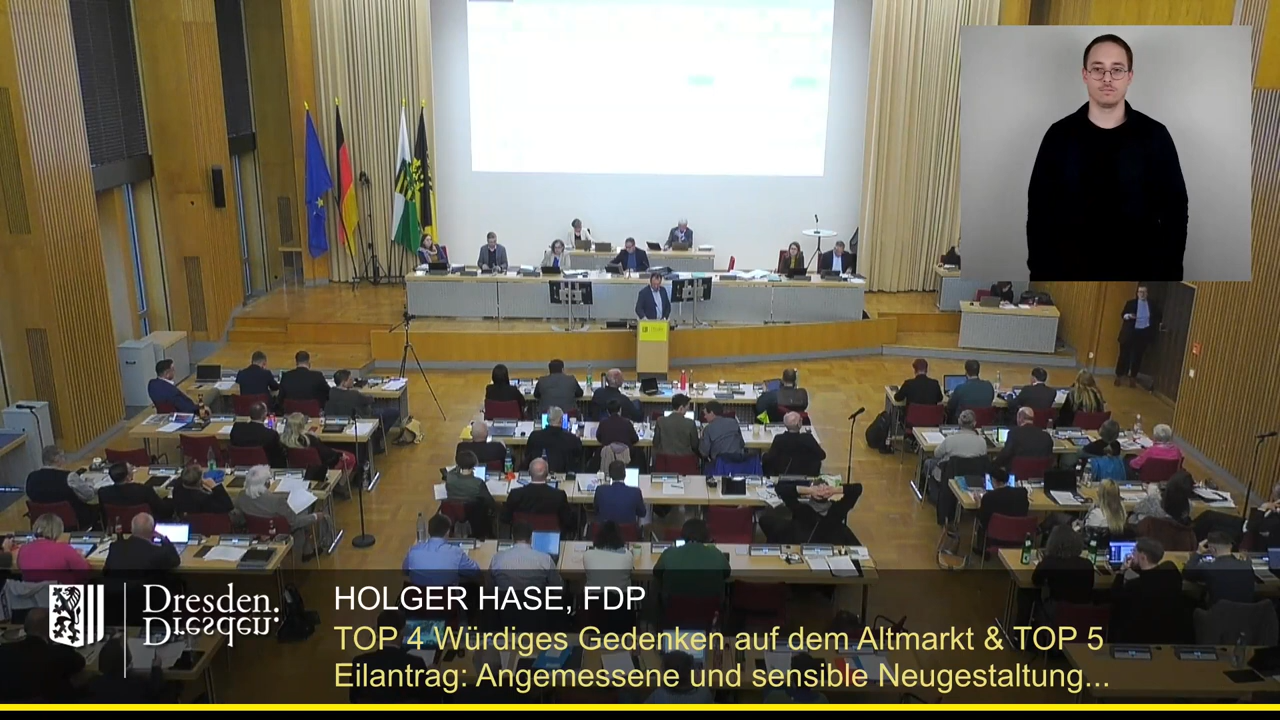 Dresden.
Dresden.
HOLGER HASE, FDP
TOP 4 Würdiges Gedenken auf dem Altmarkt & TOP 5
Eilantrag: Angemessene und sensible Neugestaltung...